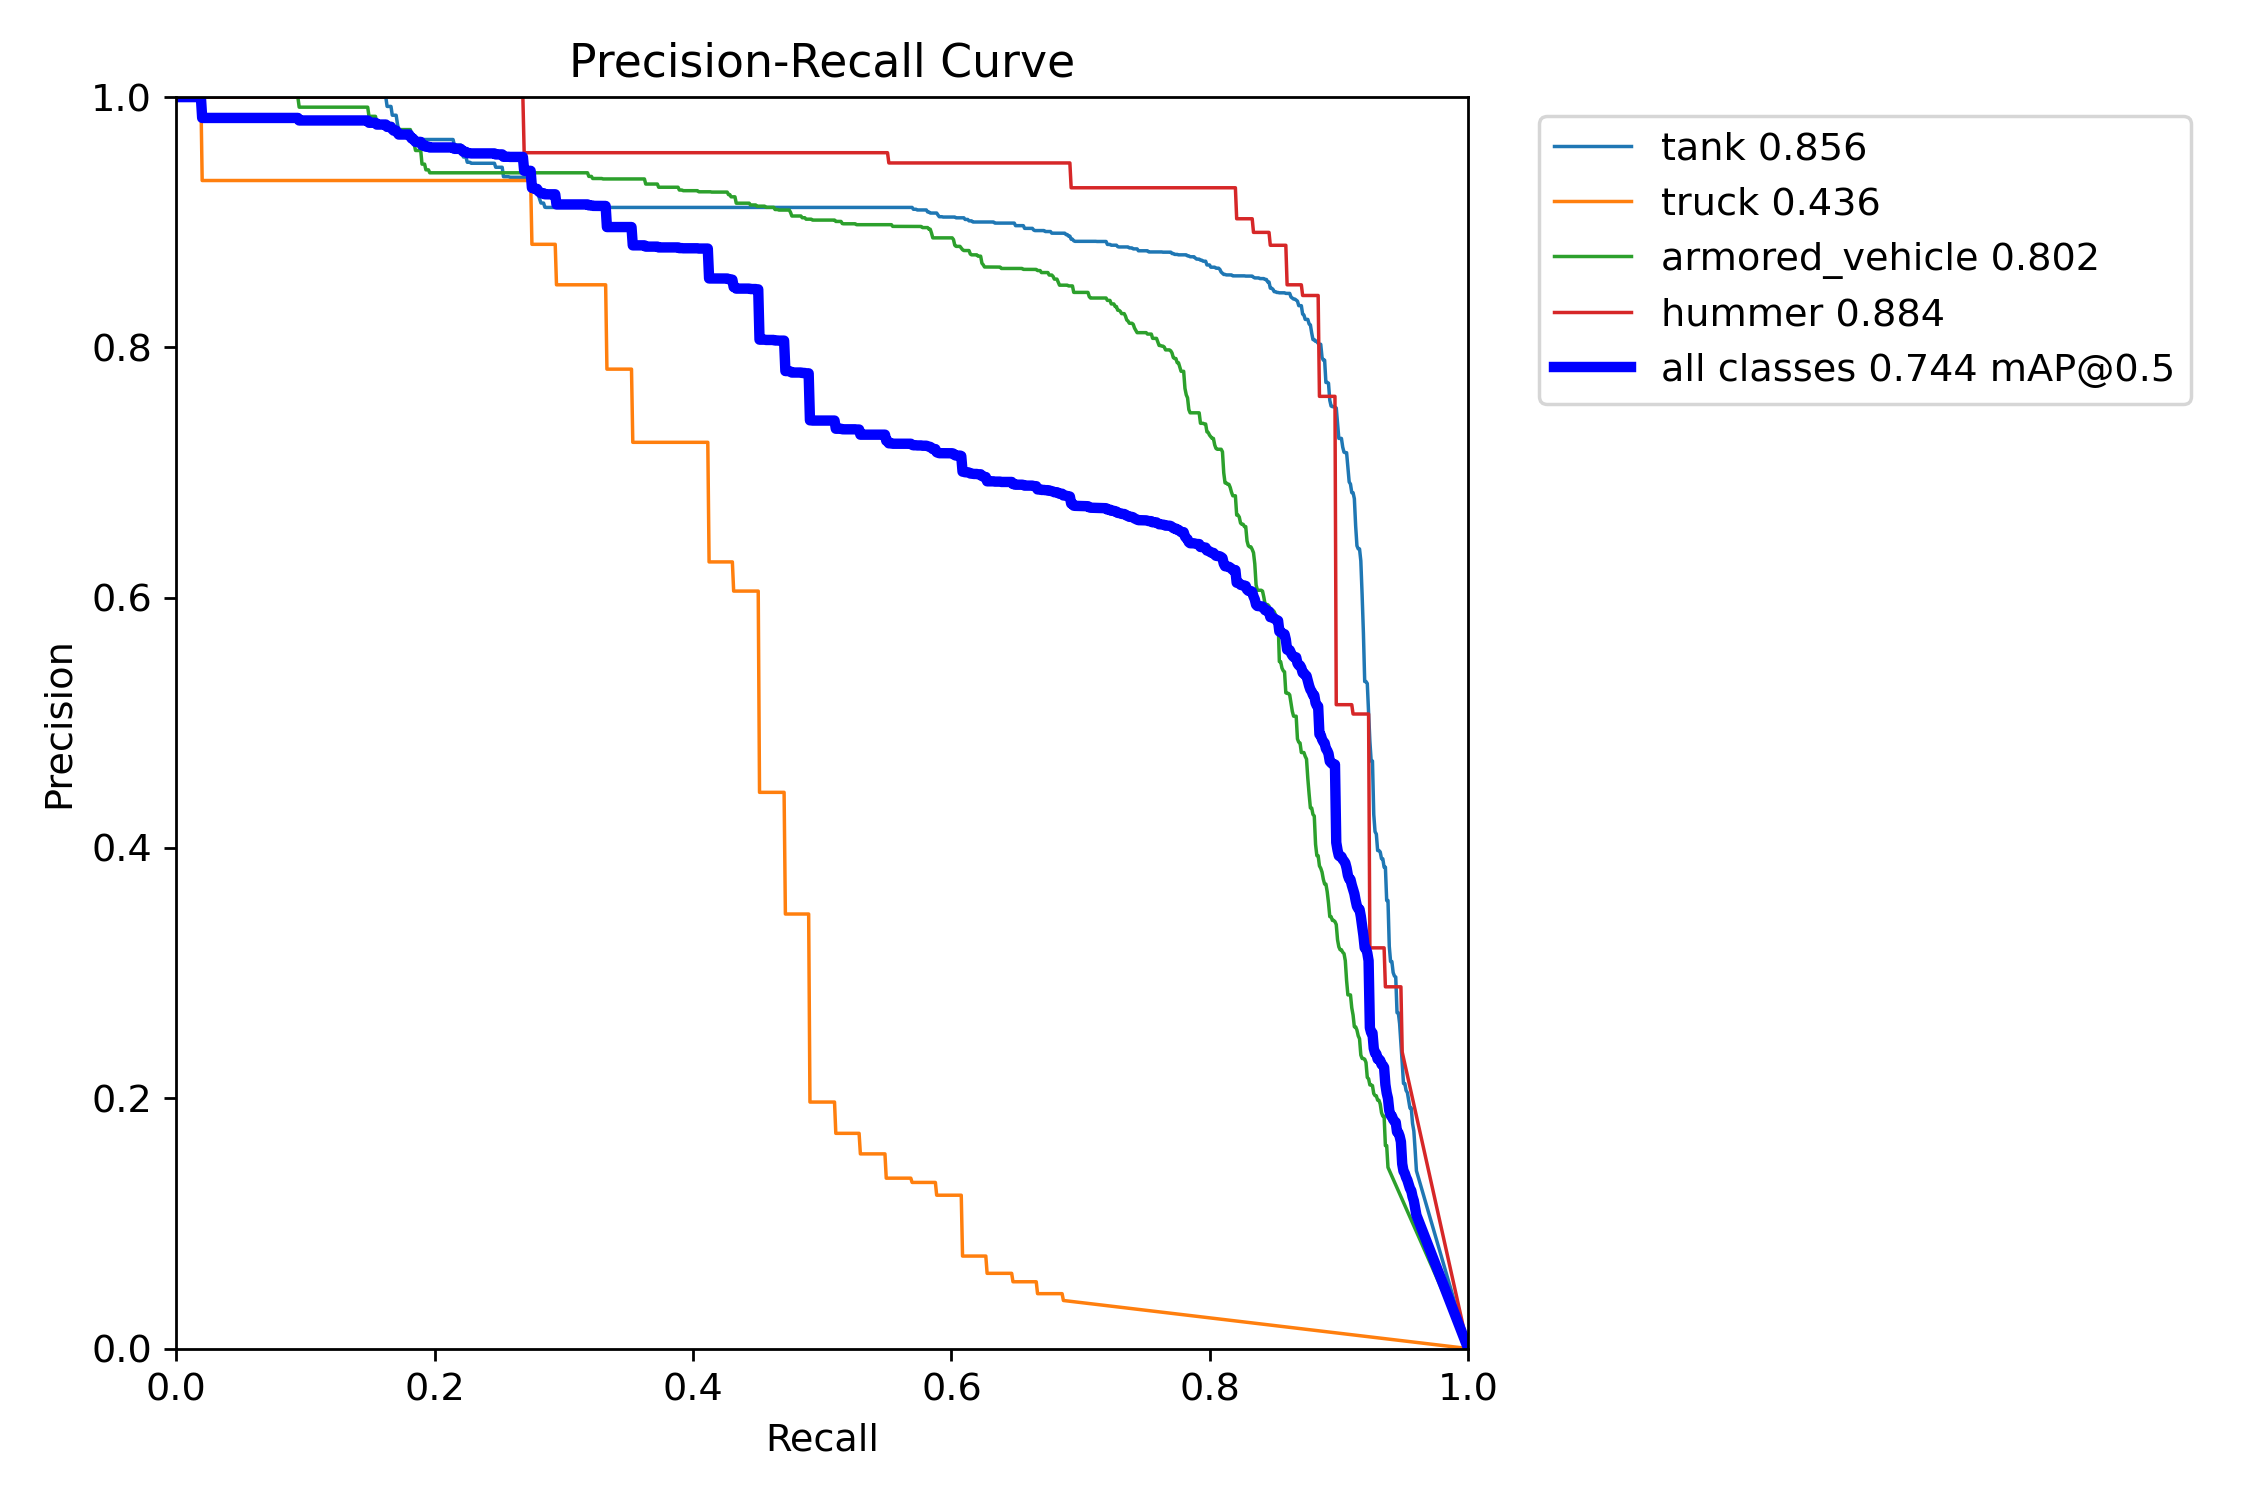 Precision-Recall Curve
1.0
0.8
0.6
0.4
0.2
0.0
Precision
0.0 0.2 0.4 0.6 0.8 1.0
Recall
tank 0.856
truck 0.436
armored_vehicle 0.802
hummer 0.884
all classes 0.744 mAP@0.5